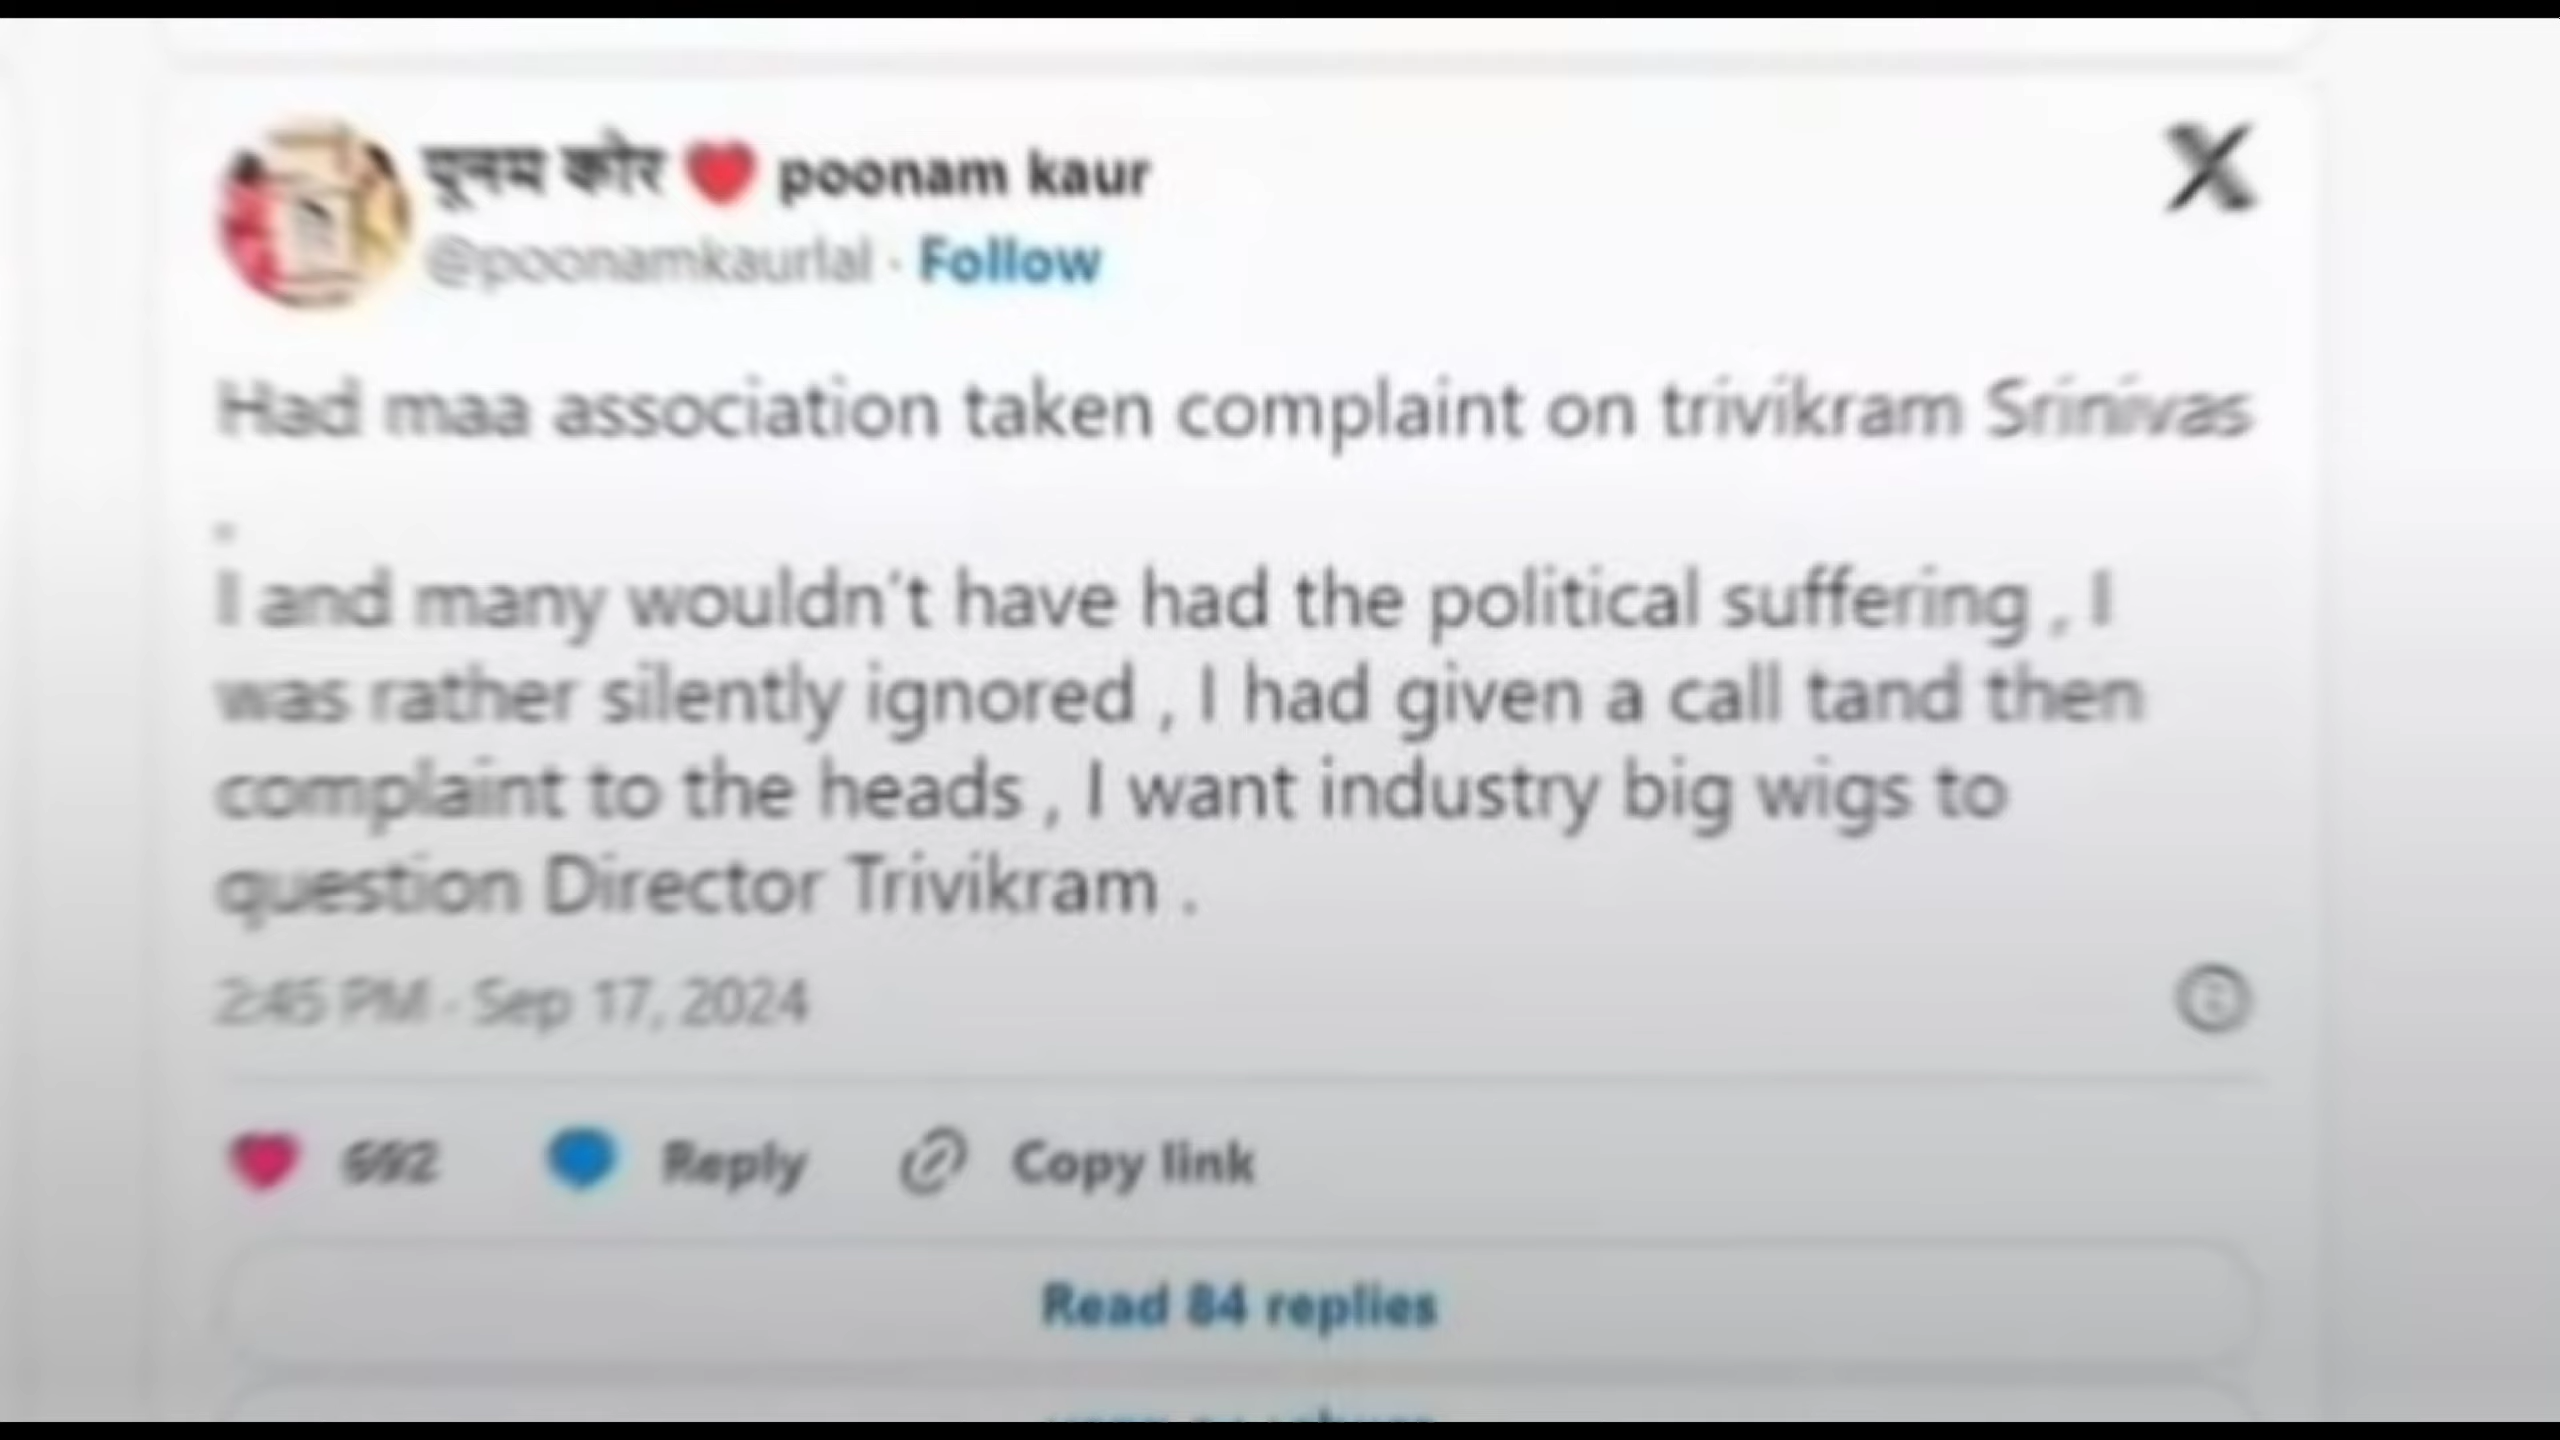 पूनम कौर ❤️ poonam kaur
@poonamkaurlal · Follow
Had maa association taken complaint on trivikram Srinivas
.
I and many wouldn't have had the political suffering , I
was rather silently ignored , I had given a call tand then
complaint to the heads , I want industry big wigs to
question Director Trivikram .
2:45 PM · Sep 17, 2024
692 Reply Copy link
Read 84 replies